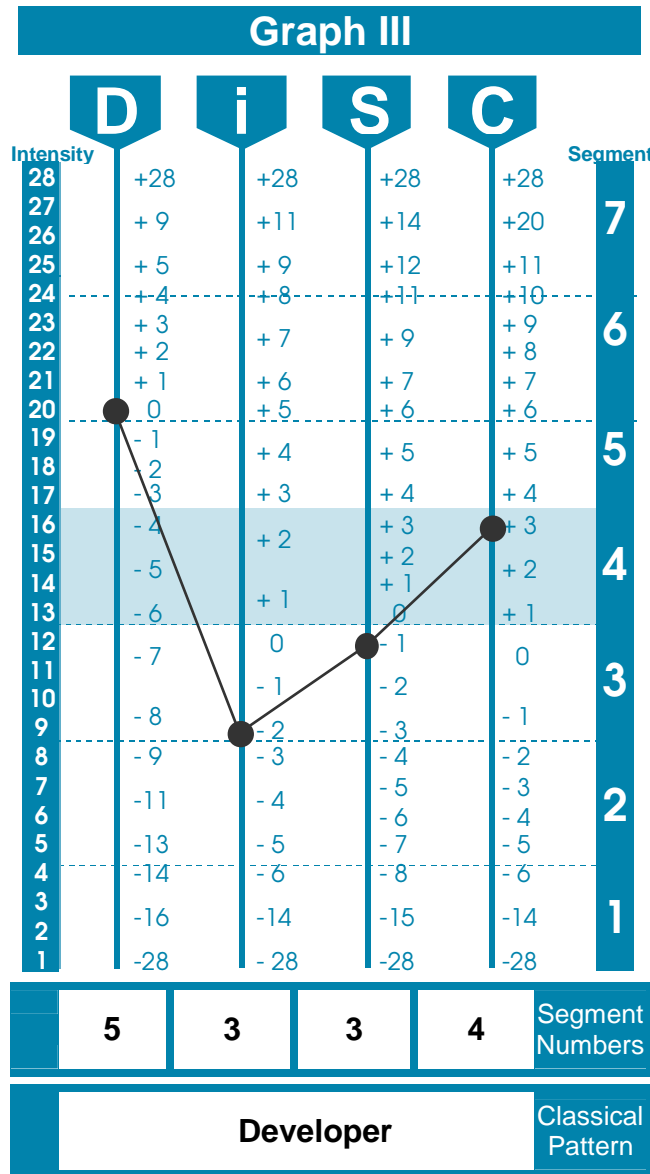 Graph III
D i S C
Intensity Segment
28 +28 +28 +28 +28
27 + 9 +11 +14 +20 7
26
25 + 5 + 9 +12 +11
24 + 4 + 8 +11 +10
23 + 3 + 7 + 9 + 9 6
22 + 2 + 8
21 + 1 + 6 + 7 + 7
20 0 + 5 + 6 + 6
19 - 1 + 4 + 5 + 5 5
18 - 2
17 - 3 + 3 + 4 + 4
16 - 4 + 2 + 3 + 3
15 - 5 + 2 + 2 4
14 + 1 + 1
13 - 6 0 + 1
12 - 7 0 - 1 0
11 3
10 - 1 - 2
9 - 8 - 2 - 3 - 1
8 - 9 - 3 - 4 - 2
7 -11 - 4 - 5 - 3 2
6 - 6 - 4
5 -13 - 5 - 7 - 5
4 -14 - 6 - 8 - 6
3 -16 -14 -15 -14 1
2
1 -28 - 28 -28 -28
5 3 3 4 Segment
Numbers
Developer Classical
Pattern